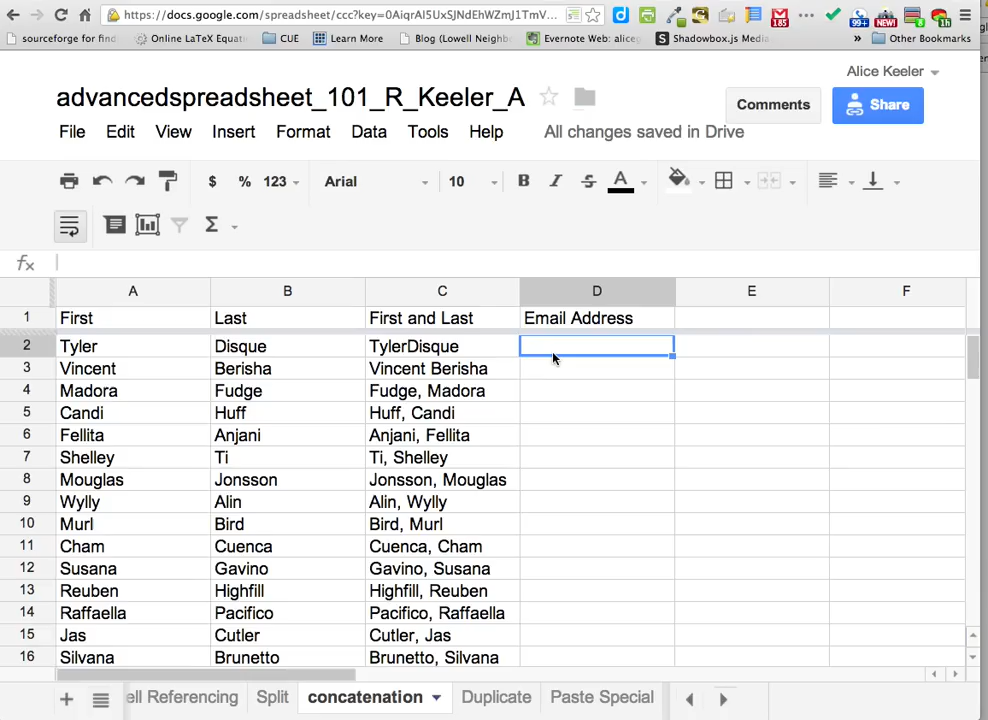 https://docs.google.com/spreadsheet/ccc?key=0AiqrAI5UxSJNdEhWZmJ1TmV...
sourceforge for find Online LaTeX Equati CUE Learn More Blog (Lowell Neighb Evernote Web: aliceg Shadowbox.js Media » Other Bookmarks
Alice Keeler
advancedspreadsheet_101_R_Keeler_A
Comments Share
File Edit View Insert Format Data Tools Help All changes saved in Drive
$ % 123 Arial 10 B I S A
Σ
fx
A B C D E F
1 First Last First and Last Email Address
2 Tyler Disque TylerDisque
3 Vincent Berisha Vincent Berisha
4 Madora Fudge Fudge, Madora
5 Candi Huff Huff, Candi
6 Fellita Anjani Anjani, Fellita
7 Shelley Ti Ti, Shelley
8 Mouglas Jonsson Jonsson, Mouglas
9 Wylly Alin Alin, Wylly
10 Murl Bird Bird, Murl
11 Cham Cuenca Cuenca, Cham
12 Susana Gavino Gavino, Susana
13 Reuben Highfill Highfill, Reuben
14 Raffaella Pacifico Pacifico, Raffaella
15 Jas Cutler Cutler, Jas
16 Silvana Brunetto Brunetto, Silvana
ell Referencing Split concatenation Duplicate Paste Special